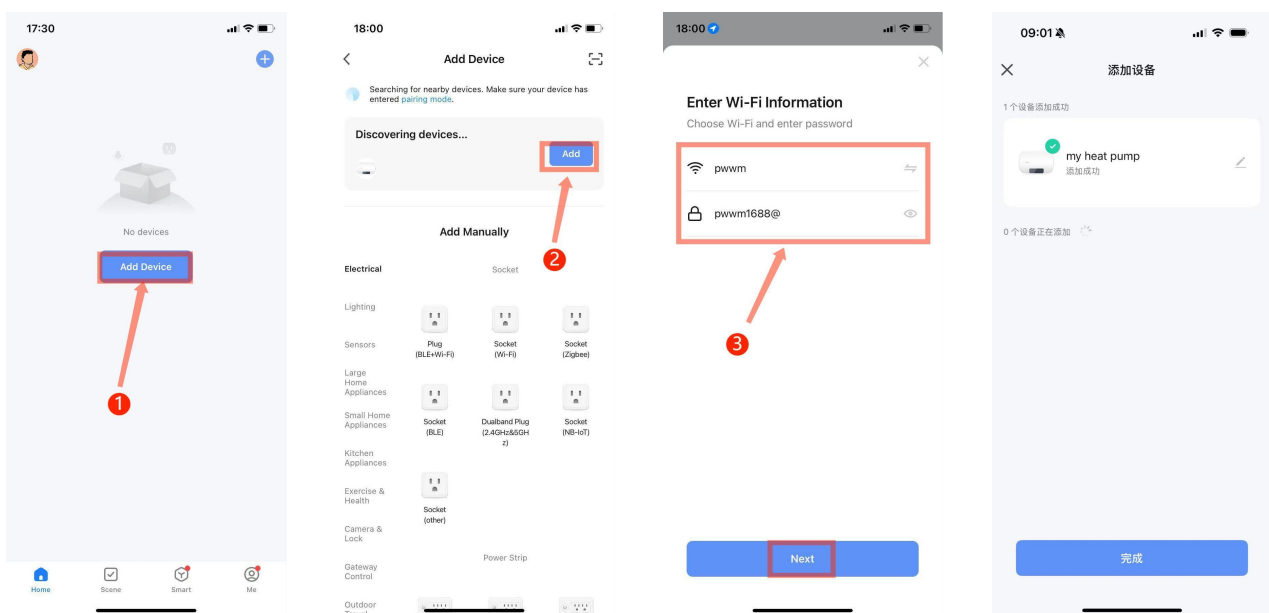 17:30
No devices
Add Device
1
Home
Scene
Smart
Me
18:00
Add Device
Searching for nearby devices. Make sure your device has
entered pairing mode.
Discovering devices...
Add
2
Add Manually
Electrical
Socket
Lighting
Sensors
Large
Home
Appliances
Small Home
Appliances
Kitchen
Appliances
Exercise &
Health
Camera &
Lock
Gateway
Control
Outdoor
Plug
(BLE+Wi-Fi)
Socket
(Wi-Fi)
Socket
(Zigbee)
Socket
(BLE)
Dualband Plug
(2.4GHz&5GH
z)
Socket
(NB-IoT)
Socket
(other)
Power Strip
18:00
Enter Wi-Fi Information
Choose Wi-Fi and enter password
pwwm
pwwm1688@
3
Next
09:01
添加设备
1个设备添加成功
my heat pump
添加成功
0个设备正在添加
完成